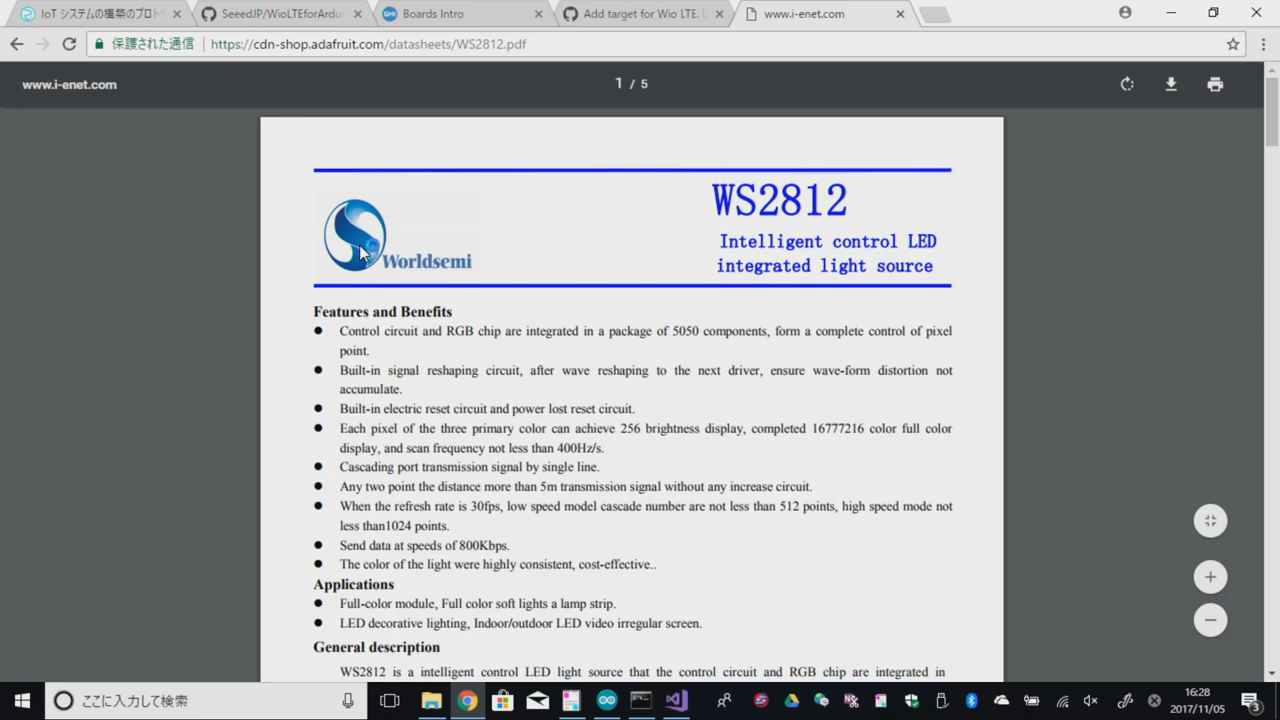 IoT システムの構築のプロト
SeeedJP/WioLTEforArdu
Boards Intro
Add target for Wio LTE.
www.i-enet.com
保護された通信
https://cdn-shop.adafruit.com/datasheets/WS2812.pdf
www.i-enet.com
1 / 5
Worldsemi
WS2812
Intelligent control LED
integrated light source
Features and Benefits
● Control circuit and RGB chip are integrated in a package of 5050 components, form a complete control of pixel
point.
● Built-in signal reshaping circuit, after wave reshaping to the next driver, ensure wave-form distortion not
accumulate.
● Built-in electric reset circuit and power lost reset circuit.
● Each pixel of the three primary color can achieve 256 brightness display, completed 16777216 color full color
display, and scan frequency not less than 400Hz/s.
● Cascading port transmission signal by single line.
● Any two point the distance more than 5m transmission signal without any increase circuit.
● When the refresh rate is 30fps, low speed model cascade number are not less than 512 points, high speed mode not
less than1024 points.
● Send data at speeds of 800Kbps.
● The color of the light were highly consistent, cost-effective..
Applications
● Full-color module, Full color soft lights a lamp strip.
● LED decorative lighting, Indoor/outdoor LED video irregular screen.
General description
WS2812 is a intelligent control LED light source that the control circuit and RGB chip are integrated in
ここに入力して検索
16:28
2017/11/05
3